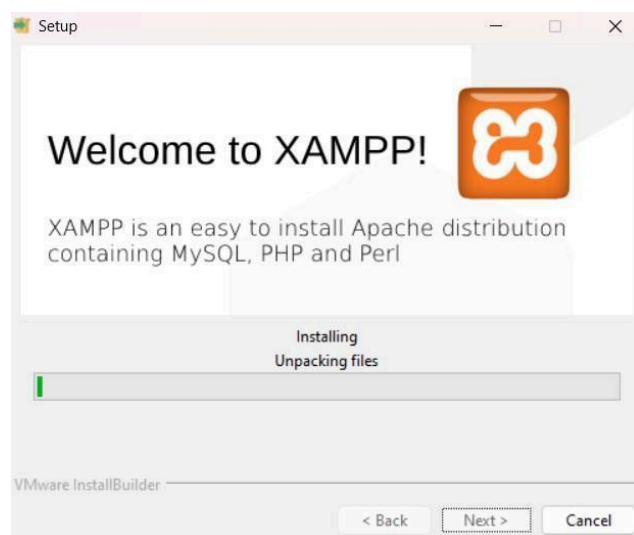 Setup
Welcome to XAMPP!
XAMPP is an easy to install Apache distribution
containing MySQL, PHP and Perl
Installing
Unpacking files
VMware InstallBuilder
< Back Next > Cancel